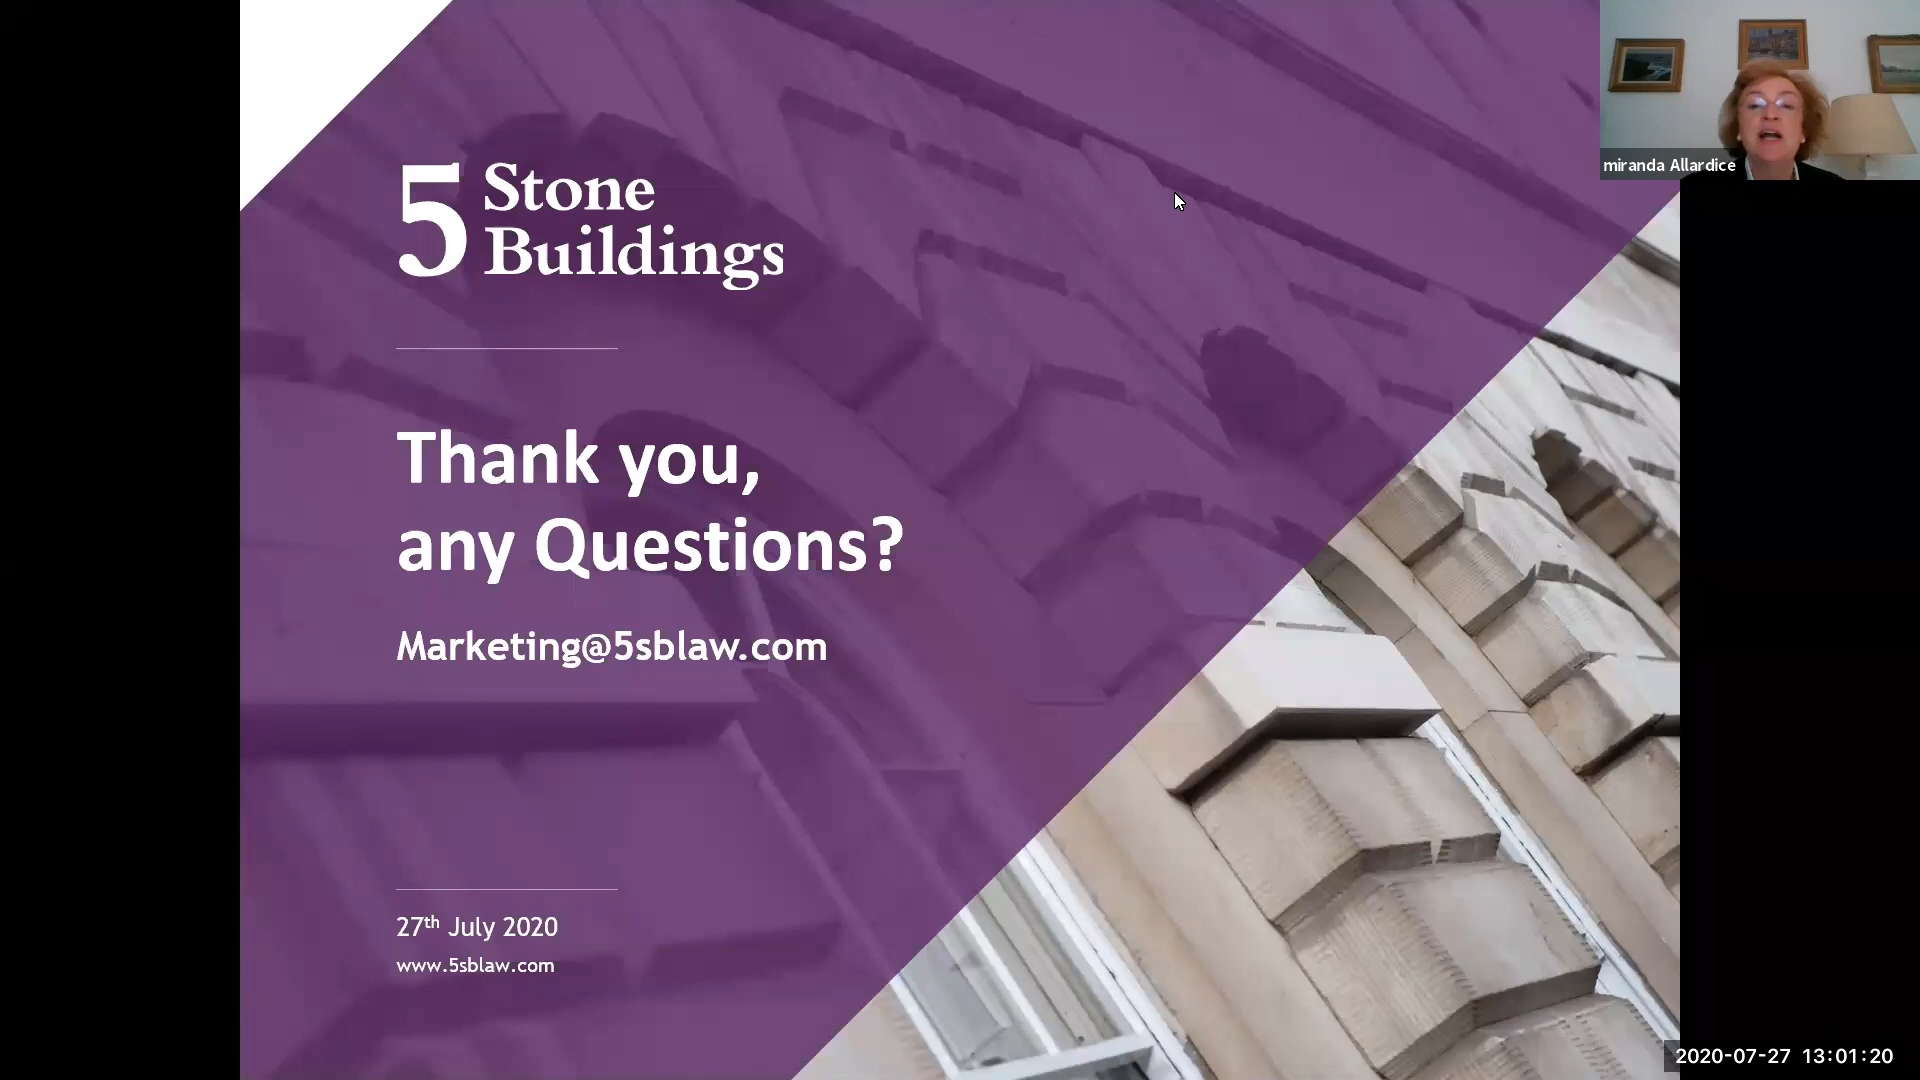 5 Stone
Buildings
Thank you,
any Questions?
Marketing@5sblaw.com
27th July 2020
www.5sblaw.com
miranda Allardice
2020-07-27 13:01:20